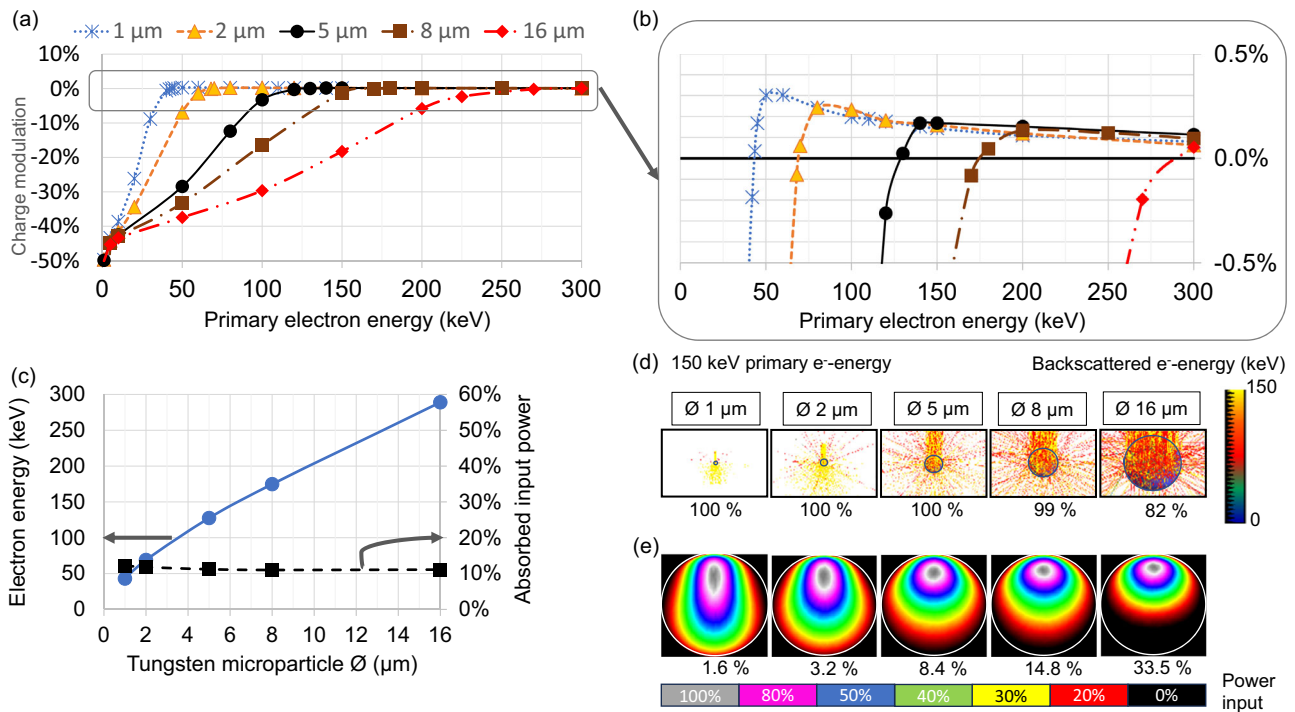 (a)
1 µm 2 µm 5 µm 8 µm 16 µm
10%
0%
-10%
-20%
-30%
-40%
-50%
Charge modulation
0 50 100 150 200 250 300
Primary electron energy (keV)
(b)
0.5%
0.0%
-0.5%
0 50 100 150 200 250 300
Primary electron energy (keV)
(c)
300
250
200
150
100
50
0
Electron energy (keV)
60%
50%
40%
30%
20%
10%
0%
Absorbed input power
0 2 4 6 8 10 12 14 16
Tungsten microparticle Ø (µm)
(d) 150 keV primary e⁻-energy Backscattered e⁻-energy (keV)
Ø 1 µm Ø 2 µm Ø 5 µm Ø 8 µm Ø 16 µm
150
0
100 % 100 % 100 % 99 % 82 %
(e)
1.6 % 3.2 % 8.4 % 14.8 % 33.5 %
100% 80% 50% 40% 30% 20% 0%
Power
input